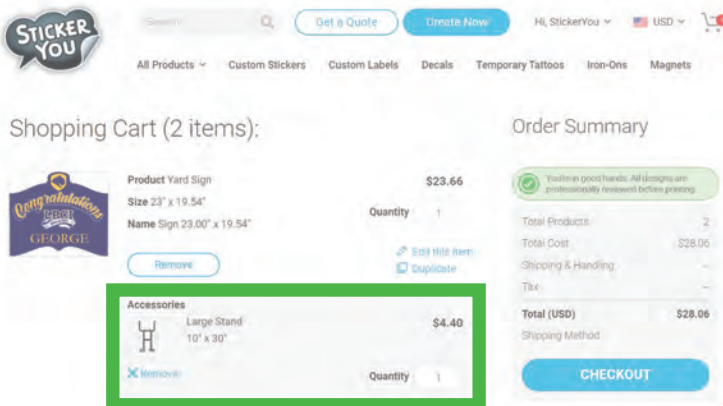 STICKER
YOU
Search
Get a Quote
Create Now
Hi, StickerYou
USD
All Products
Custom Stickers
Custom Labels
Decals
Temporary Tattoos
Iron-Ons
Magnets
Shopping Cart (2 items):
Congratulations
GEORGE
Product Yard Sign
$23.66
Size 23" x 19.54"
Quantity 1
Name Sign 23.00" x 19.54"
Edit this item
Duplicate
Remove
Accessories
Large Stand
$4.40
10" x 30"
Remove
Quantity 1
Order Summary
You're in good hands. All designs are
professionally reviewed before printing.
Total Products 2
Total Cost $28.06
Shipping & Handling --
Tax --
Total (USD) $28.06
Shipping Method
CHECKOUT